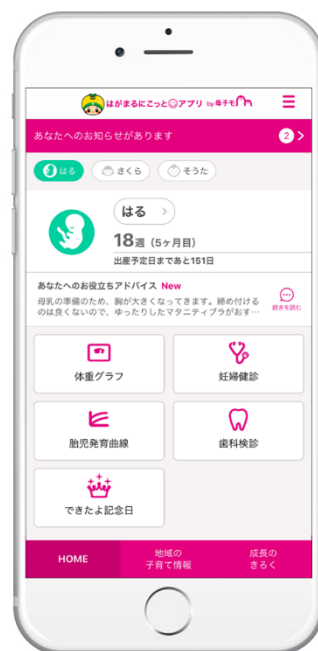 はがまるにこっと アプリ by 母子モ
あなたへのお知らせがあります 2
はる さくら そうた
はる
18週（5ヶ月目）
出産予定日まであと151日
あなたへのお役立ちアドバイス New
母乳の準備のため、胸が大きくなってきます。締め付ける
のは良くないので、ゆったりしたマタニティブラがおす…
続きを読む
体重グラフ 妊婦健診
胎児発育曲線 歯科検診
できたよ記念日
HOME
地域の
子育て情報
成長の
きろく